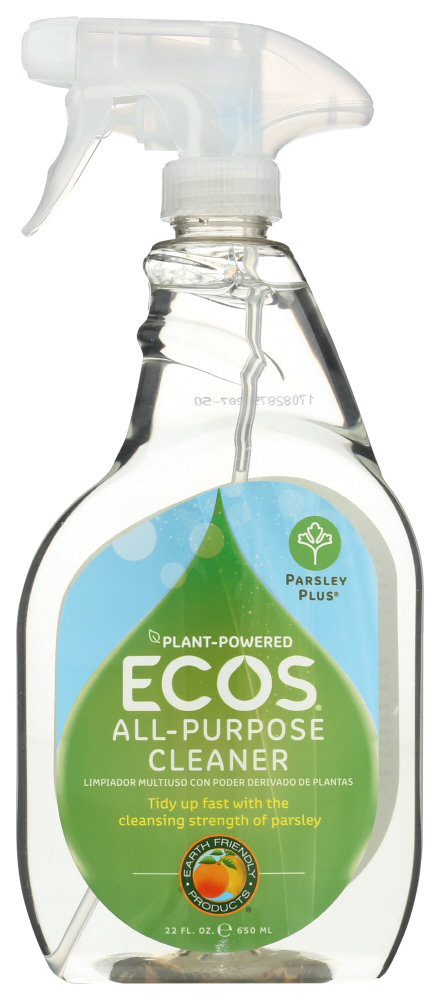 PARSLEY
PLUS®
PLANT-POWERED
ECOS®
ALL-PURPOSE
CLEANER
LIMPIADOR MULTIUSO CON PODER DERIVADO DE PLANTAS
Tidy up fast with the
cleansing strength of parsley
EARTH FRIENDLY
PRODUCTS®
22 FL. OZ. ℮ 650 ML